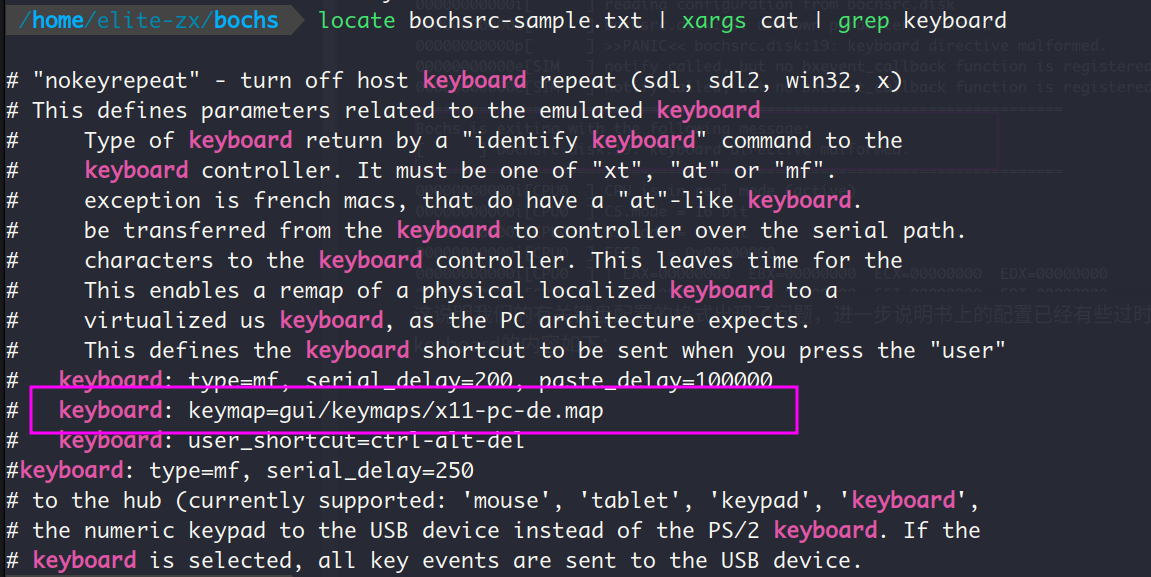 /home/elite-zx/bochs locate bochsrc-sample.txt | xargs cat | grep keyboard
# "nokeyrepeat" - turn off host keyboard repeat (sdl, sdl2, win32, x)
# This defines parameters related to the emulated keyboard
#     Type of keyboard return by a "identify keyboard" command to the
#     keyboard controller. It must be one of "xt", "at" or "mf".
#     exception is french macs, that do have a "at"-like keyboard.
#     be transferred from the keyboard to controller over the serial path.
#     characters to the keyboard controller. This leaves time for the
#     This enables a remap of a physical localized keyboard to a
#     virtualized us keyboard, as the PC architecture expects.
#     This defines the keyboard shortcut to be sent when you press the "user"
#   keyboard: type=mf, serial_delay=200, paste_delay=100000
#   keyboard: keymap=gui/keymaps/x11-pc-de.map
#   keyboard: user_shortcut=ctrl-alt-del
#keyboard: type=mf, serial_delay=250
# to the hub (currently supported: 'mouse', 'tablet', 'keypad', 'keyboard',
# the numeric keypad to the USB device instead of the PS/2 keyboard. If the
# keyboard is selected, all key events are sent to the USB device.